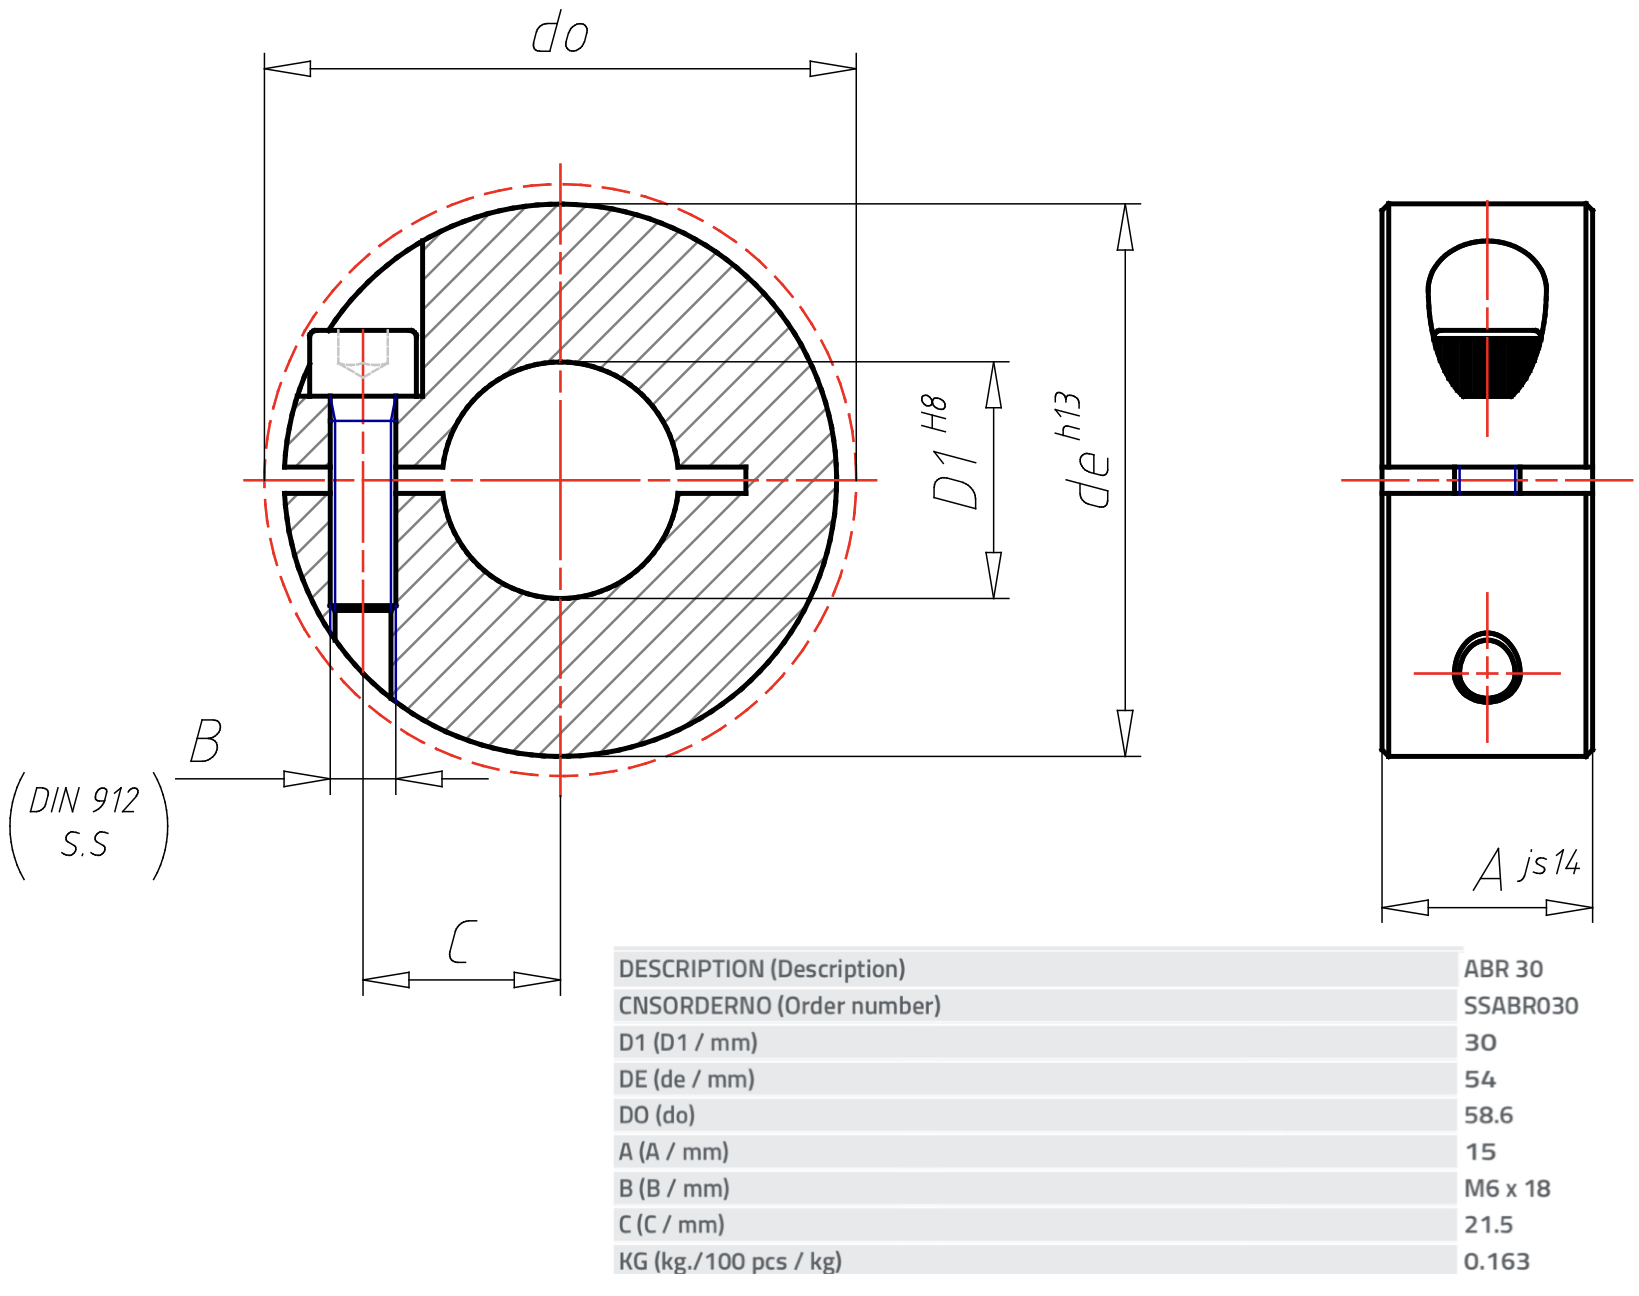 do
D1 H8
de h13
B
(DIN 912
S.S)
C
A js14
DESCRIPTION (Description) ABR 30
CNSORDERNO (Order number) SSABR030
D1 (D1 / mm) 30
DE (de / mm) 54
DO (do) 58.6
A (A / mm) 15
B (B / mm) M6 x 18
C (C / mm) 21.5
KG (kg./100 pcs / kg) 0.163